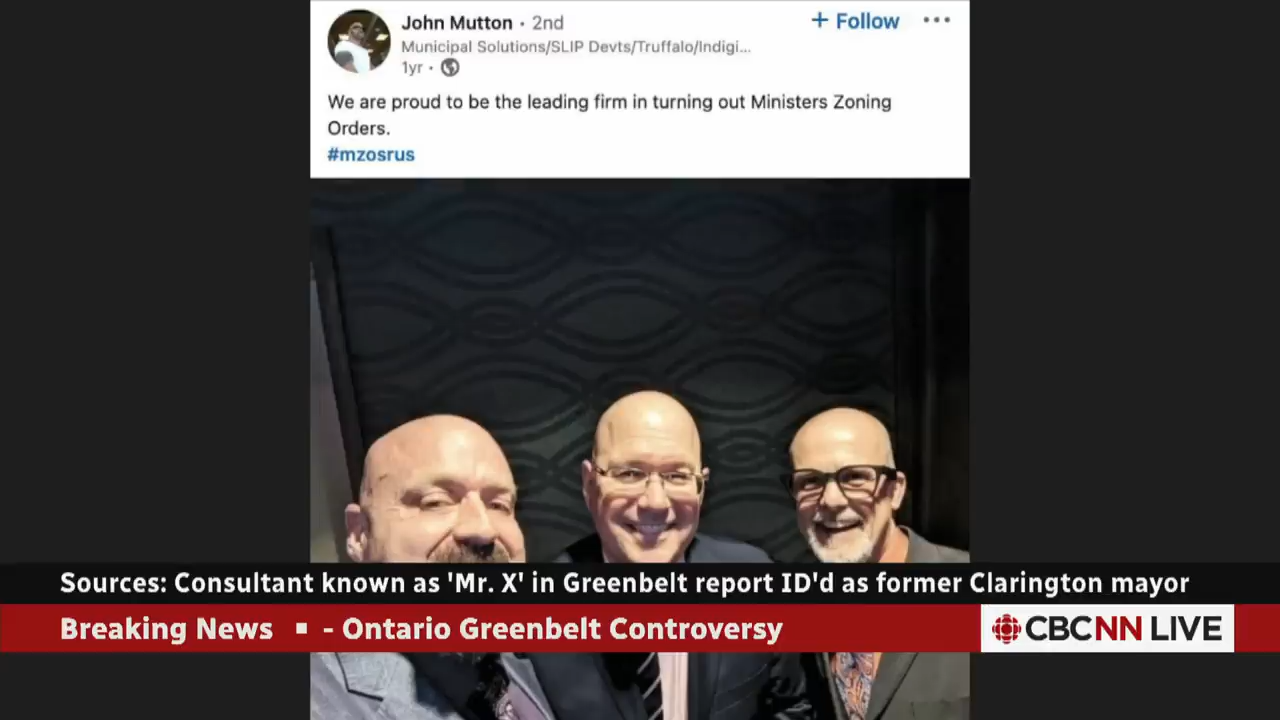 John Mutton · 2nd
+ Follow
Municipal Solutions/SLIP Devts/Truffalo/Indigi...
1yr ·
We are proud to be the leading firm in turning out Ministers Zoning
Orders.
#mzosrus
Sources: Consultant known as 'Mr. X' in Greenbelt report ID'd as former Clarington mayor
Breaking News ▪ - Ontario Greenbelt Controversy
CBCNN LIVE